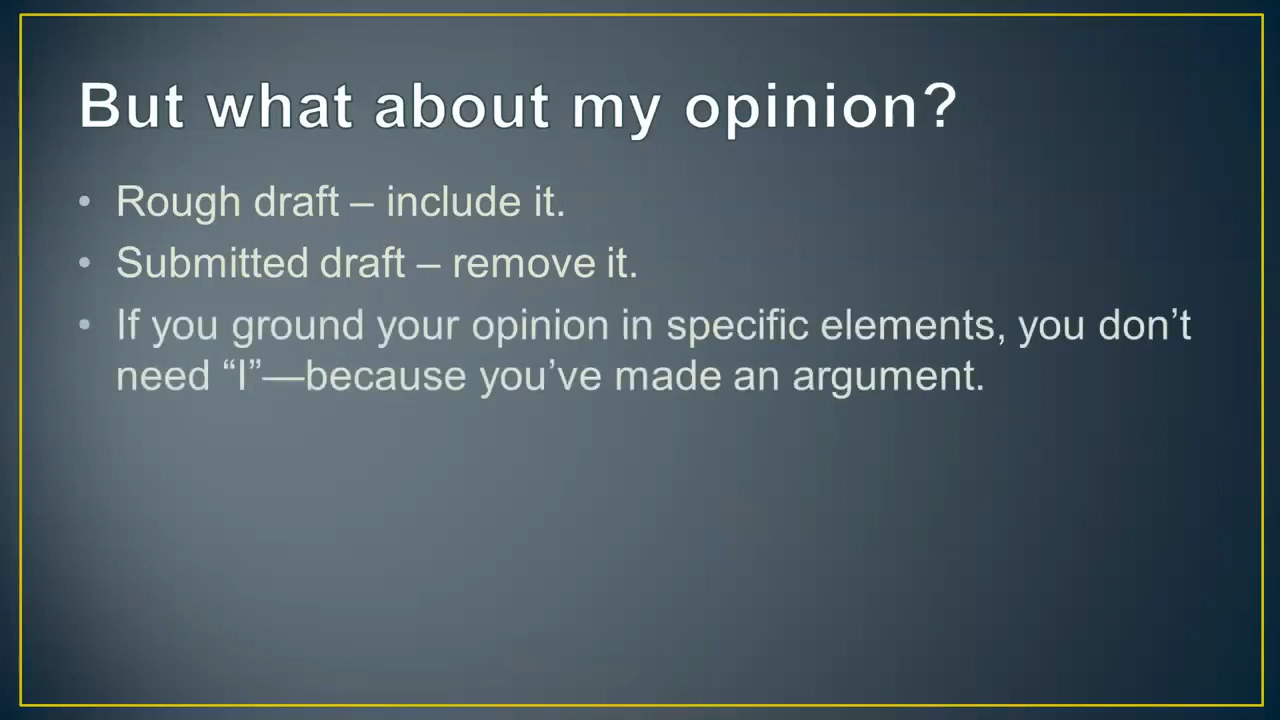 But what about my opinion?
• Rough draft – include it.
• Submitted draft – remove it.
• If you ground your opinion in specific elements, you don’t
need “I”—because you’ve made an argument.